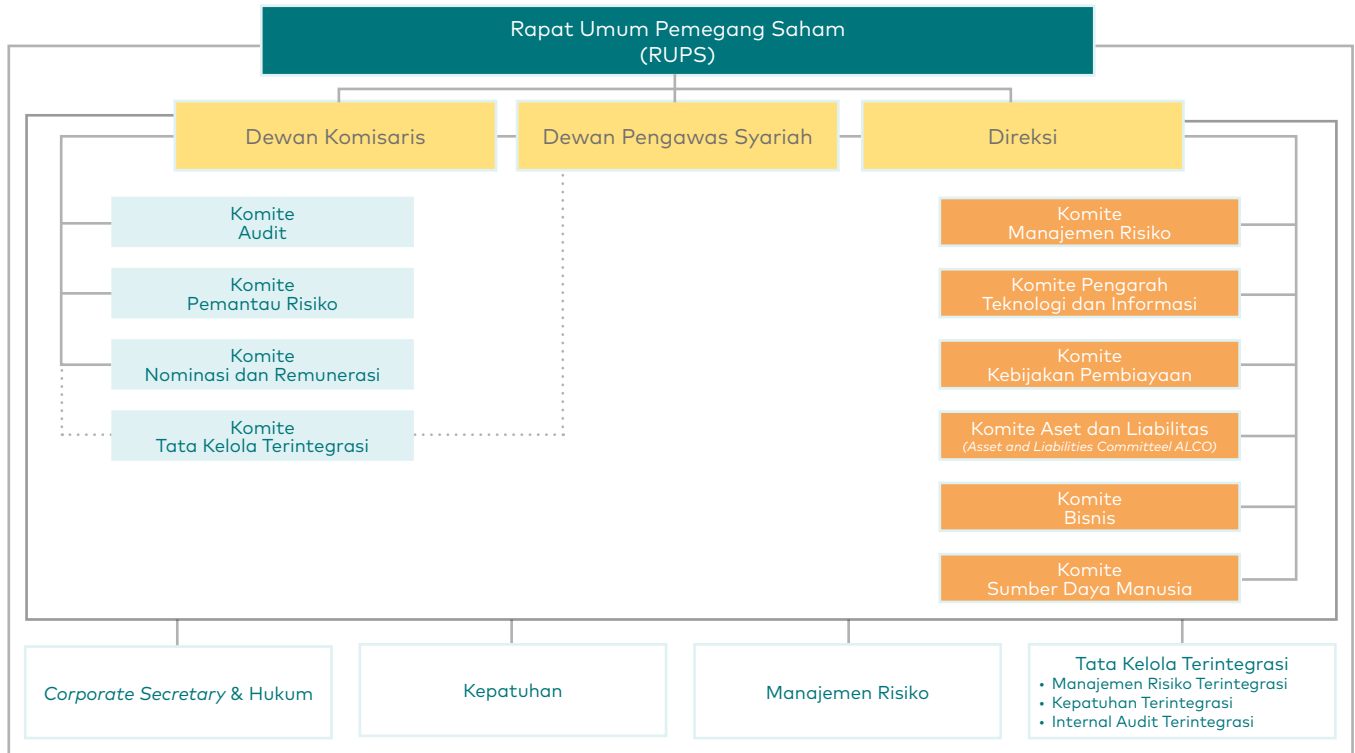 Rapat Umum Pemegang Saham
(RUPS)
Dewan Komisaris
Dewan Pengawas Syariah
Direksi
Komite
Audit
Komite
Pemantau Risiko
Komite
Nominasi dan Remunerasi
Komite
Tata Kelola Terintegrasi
Komite
Manajemen Risiko
Komite Pengarah
Teknologi dan Informasi
Komite
Kebijakan Pembiayaan
Komite Aset dan Liabilitas
(Asset and Liabilities Committeel ALCO)
Komite
Bisnis
Komite
Sumber Daya Manusia
Corporate Secretary & Hukum
Kepatuhan
Manajemen Risiko
Tata Kelola Terintegrasi
• Manajemen Risiko Terintegrasi
• Kepatuhan Terintegrasi
• Internal Audit Terintegrasi